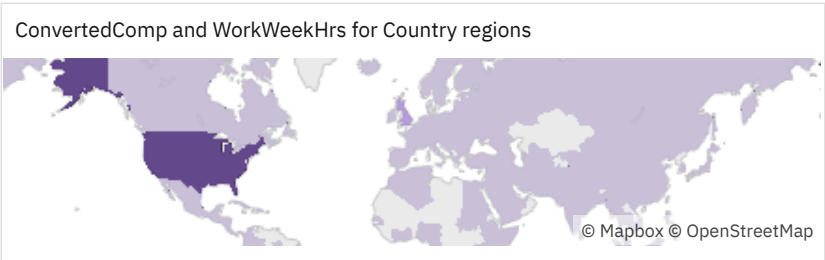 ConvertedComp and WorkWeekHrs for Country regions
© Mapbox © OpenStreetMap